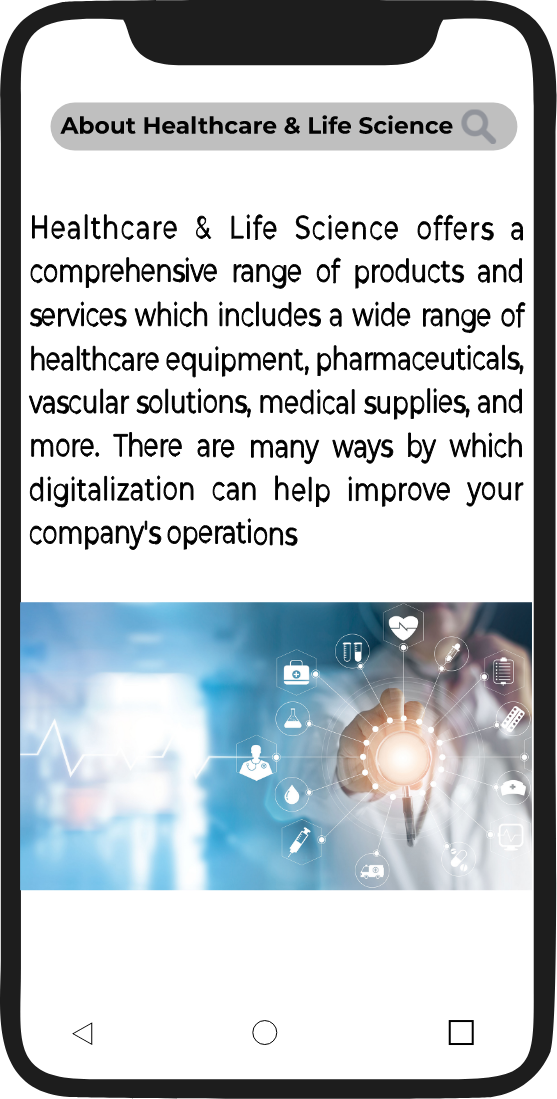 About Healthcare & Life Science
Healthcare & Life Science offers a
comprehensive range of products and
services which includes a wide range of
healthcare equipment, pharmaceuticals,
vascular solutions, medical supplies, and
more. There are many ways by which
digitalization can help improve your
company's operations